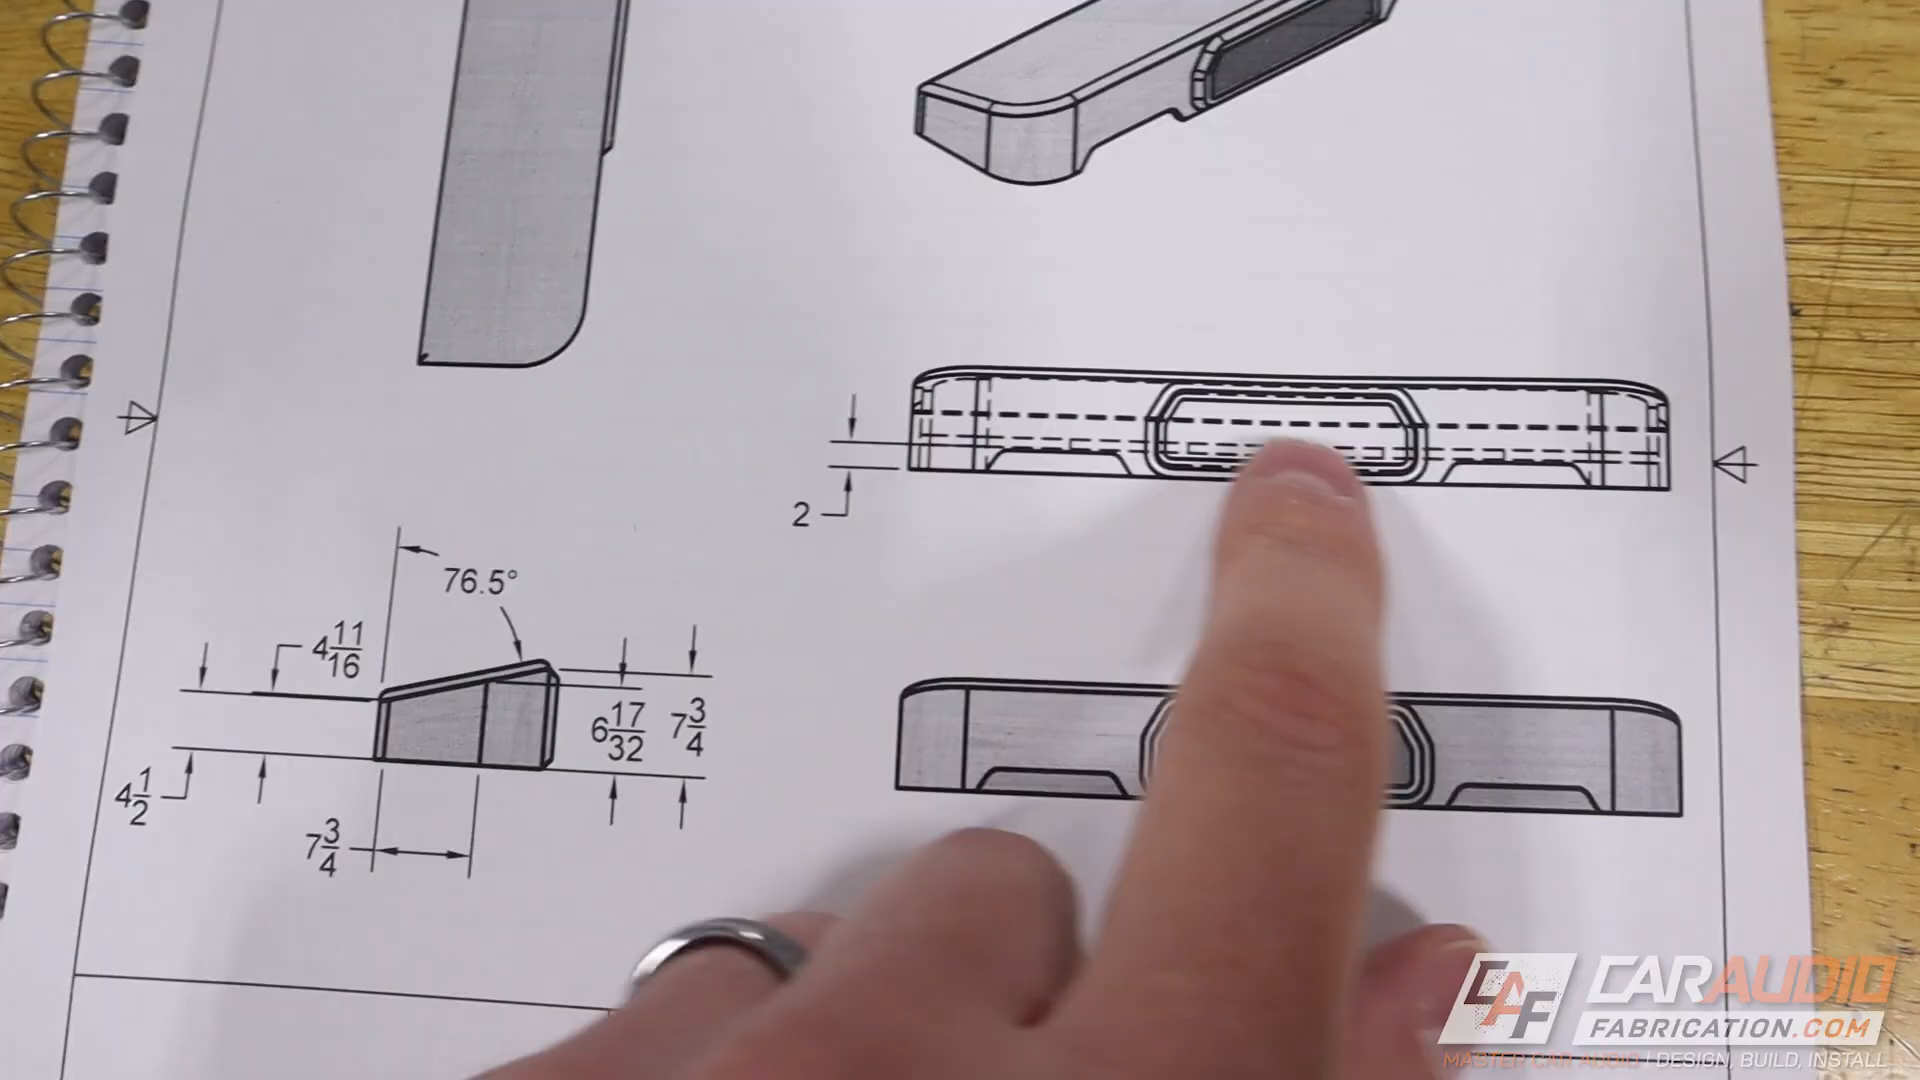 2
76.5°
4 11/16
6 17/32
7 3/4
4 1/2
7 3/4
CAF
CARAUDIO
FABRICATION.COM
MASTER CAR AUDIO | DESIGN, BUILD, INSTALL